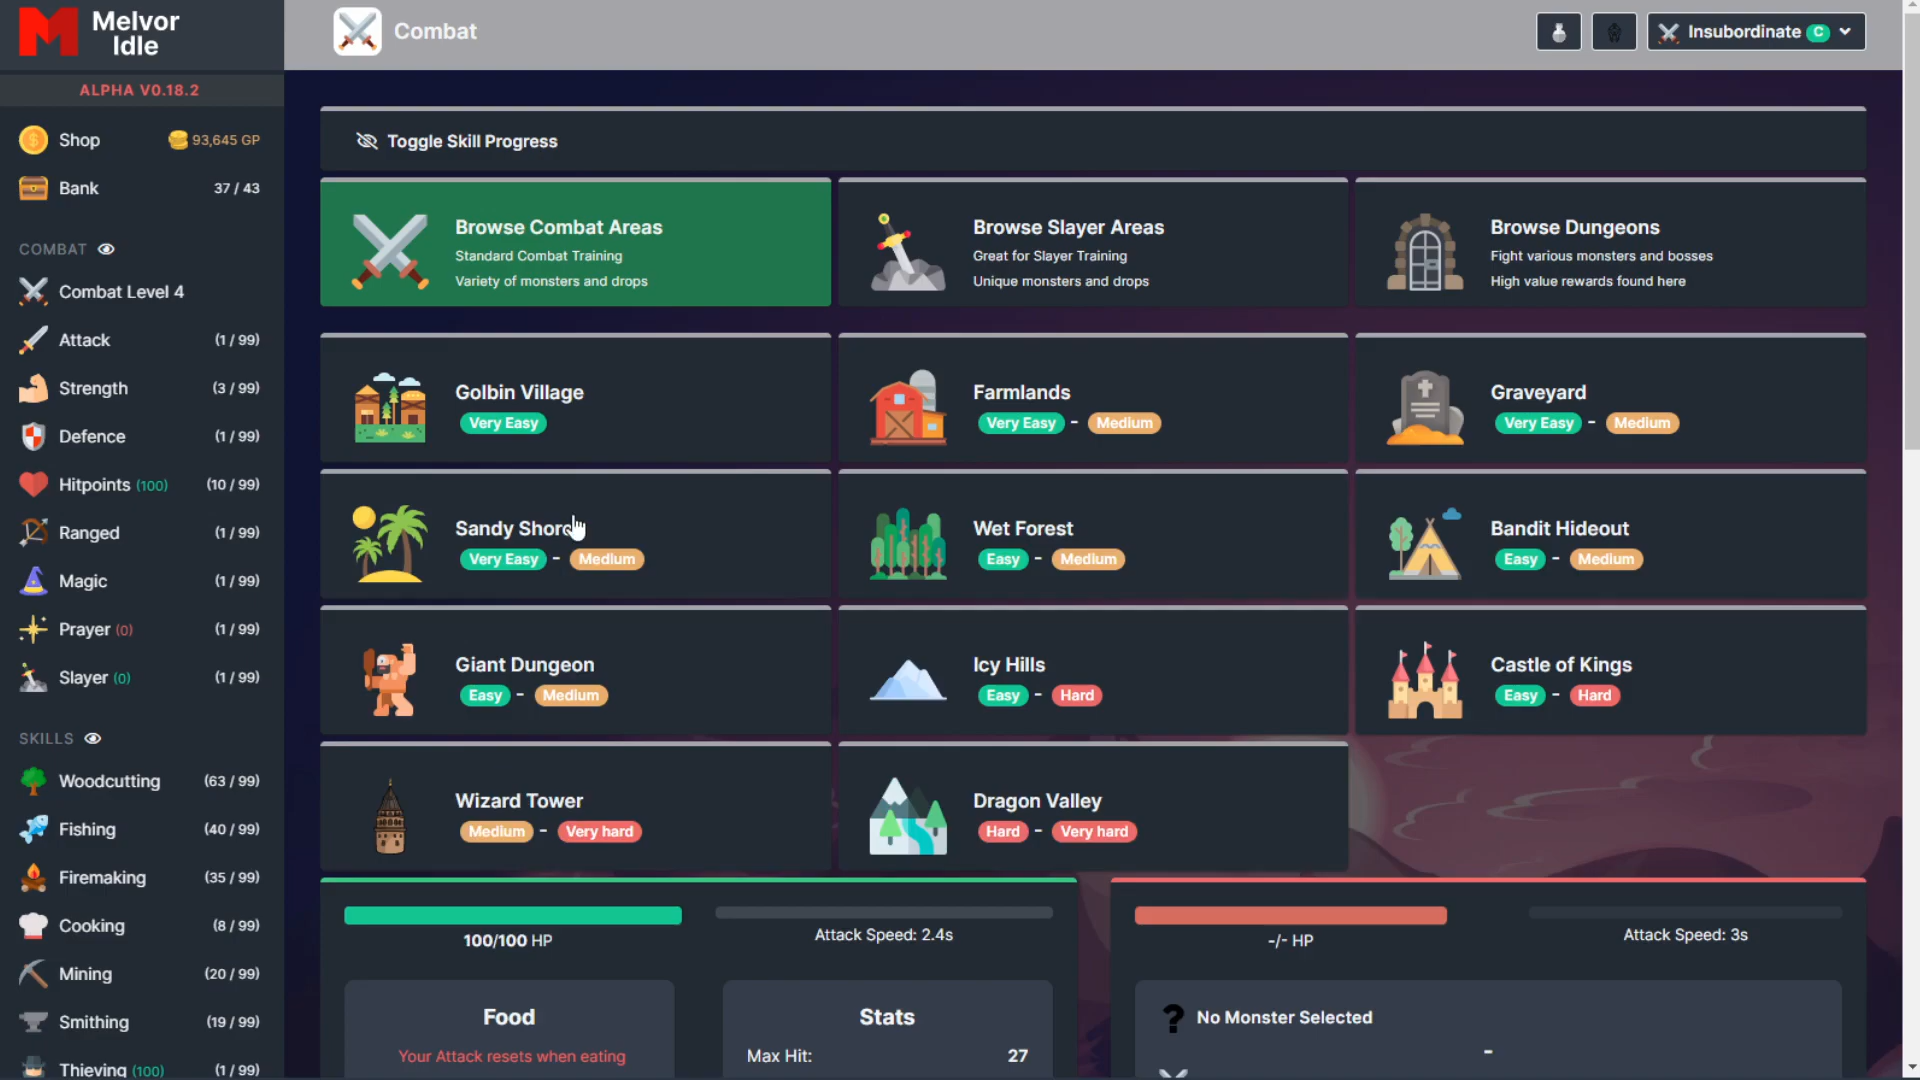 Melvor
Idle
ALPHA V0.18.2
Shop 93,645 GP
Bank 37 / 43
COMBAT
Combat Level 4
Attack (1 / 99)
Strength (3 / 99)
Defence (1 / 99)
Hitpoints (100) (10 / 99)
Ranged (1 / 99)
Magic (1 / 99)
Prayer (0) (1 / 99)
Slayer (0) (1 / 99)
SKILLS
Woodcutting (63 / 99)
Fishing (40 / 99)
Firemaking (35 / 99)
Cooking (8 / 99)
Mining (20 / 99)
Smithing (19 / 99)
Thieving (100) (1 / 99)
Combat
Insubordinate C
Toggle Skill Progress
Browse Combat Areas
Standard Combat Training
Variety of monsters and drops
Browse Slayer Areas
Great for Slayer Training
Unique monsters and drops
Browse Dungeons
Fight various monsters and bosses
High value rewards found here
Golbin Village
Very Easy
Farmlands
Very Easy - Medium
Graveyard
Very Easy - Medium
Sandy Shores
Very Easy - Medium
Wet Forest
Easy - Medium
Bandit Hideout
Easy - Medium
Giant Dungeon
Easy - Medium
Icy Hills
Easy - Hard
Castle of Kings
Easy - Hard
Wizard Tower
Medium - Very hard
Dragon Valley
Hard - Very hard
100/100 HP
Attack Speed: 2.4s
Food
Your Attack resets when eating
Stats
Max Hit: 27
-/- HP
Attack Speed: 3s
? No Monster Selected
-